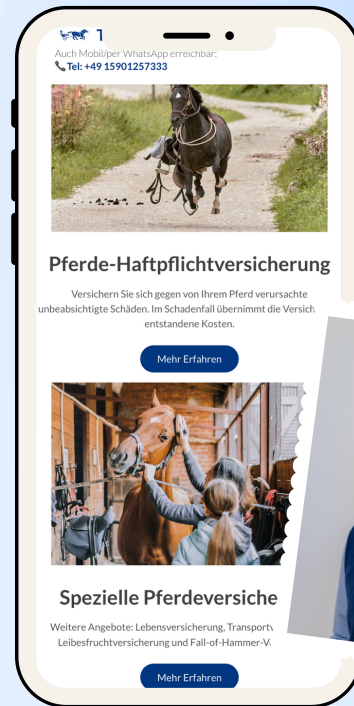 Auch Mobil/per WhatsApp erreichbar:
Tel: +49 15901257333
Pferde-Haftpflichtversicherung
Versichern Sie sich gegen von Ihrem Pferd verursachte
unbeabsichtigte Schäden. Im Schadenfall übernimmt die Versich
entstandene Kosten.
Mehr Erfahren
Spezielle Pferdeversiche
Weitere Angebote: Lebensversicherung, Transportv
Leibesfruchtversicherung und Fall-of-Hammer-V
Mehr Erfahren